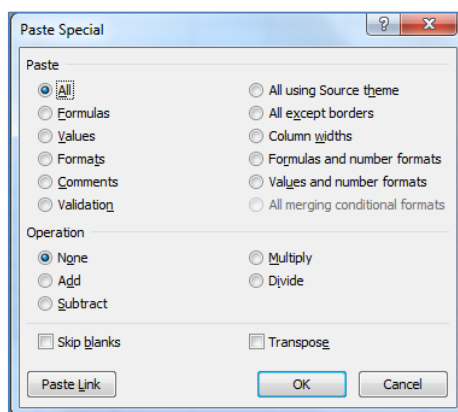 Paste Special
Paste
All
All using Source theme
Formulas
All except borders
Values
Column widths
Formats
Formulas and number formats
Comments
Values and number formats
Validation
All merging conditional formats
Operation
None
Multiply
Add
Divide
Subtract
Skip blanks
Transpose
Paste Link
OK
Cancel